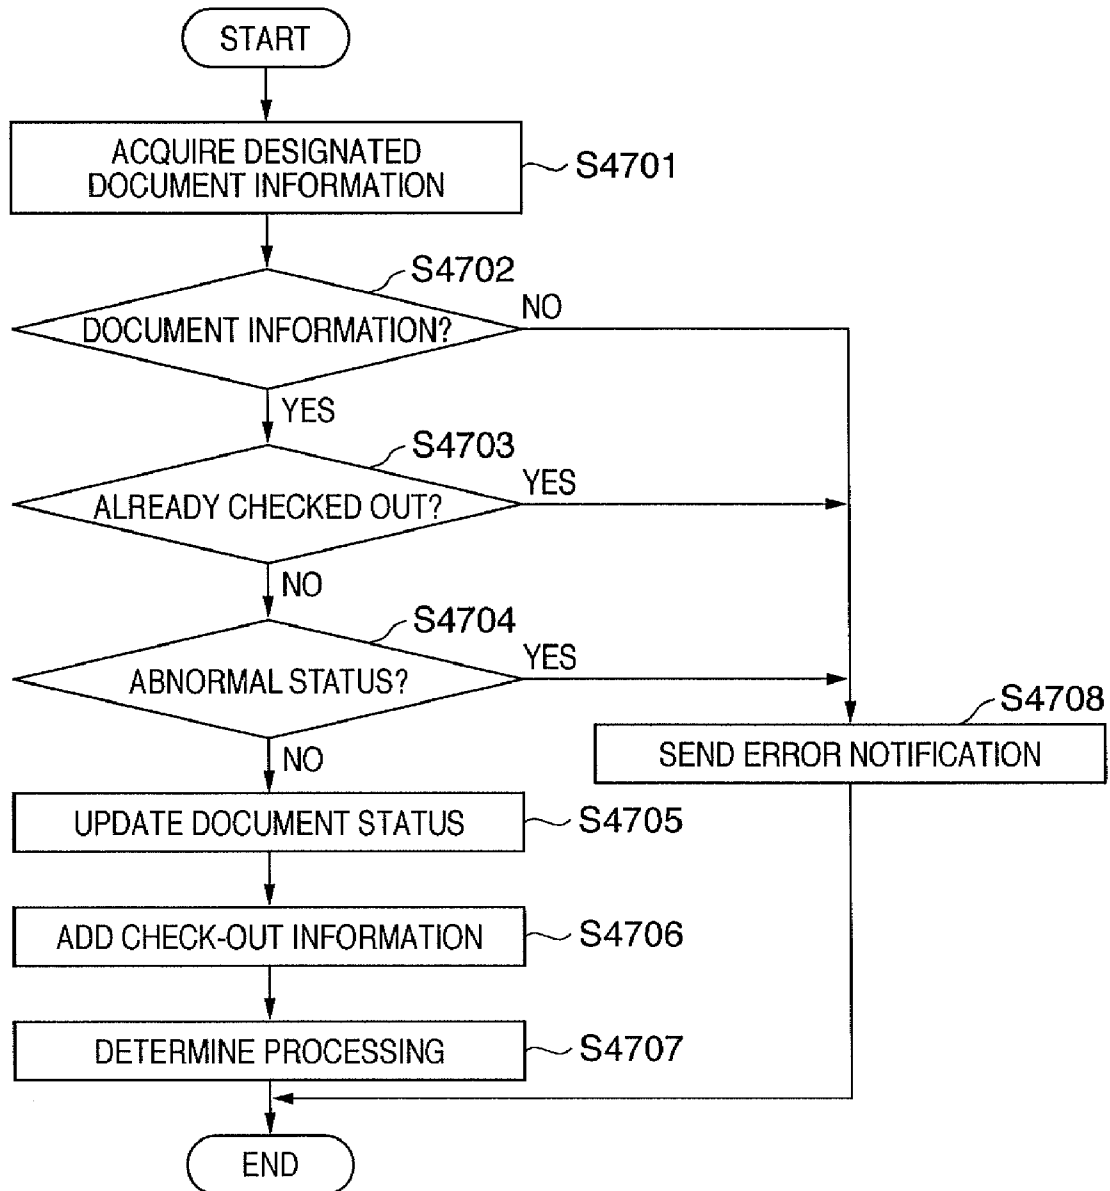 START
ACQUIRE DESIGNATED
DOCUMENT INFORMATION
S4701
S4702
DOCUMENT INFORMATION?
NO
YES
S4703
ALREADY CHECKED OUT?
YES
NO
S4704
ABNORMAL STATUS?
YES
NO
S4708
SEND ERROR NOTIFICATION
UPDATE DOCUMENT STATUS
S4705
ADD CHECK-OUT INFORMATION
S4706
DETERMINE PROCESSING
S4707
END